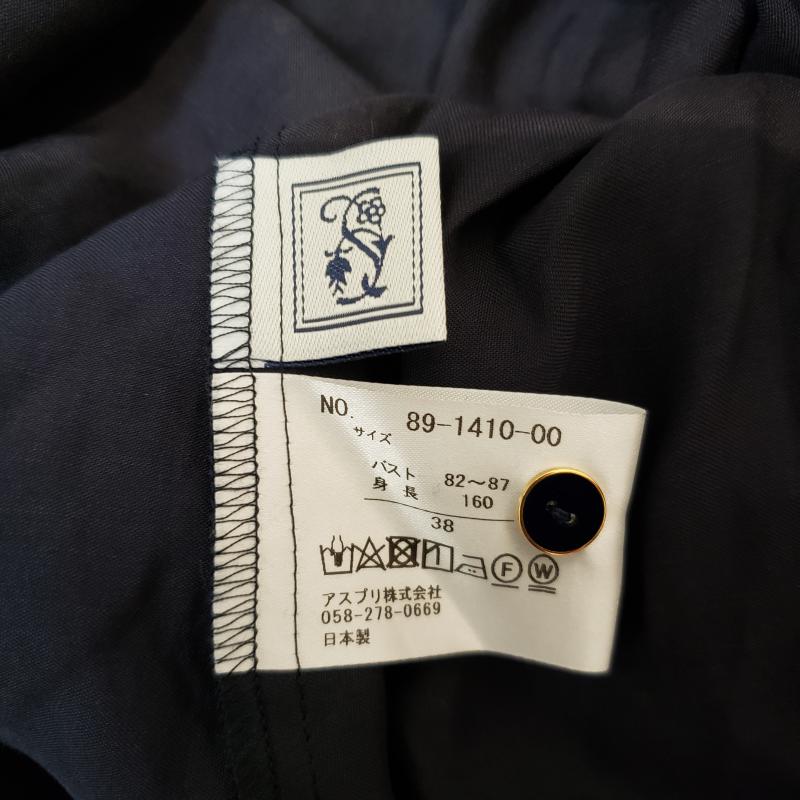 NO. 89-1410-00
サイズ
バスト 82〜87
身長 160
38
F W
アスプリ株式会社
058-278-0669
日本製